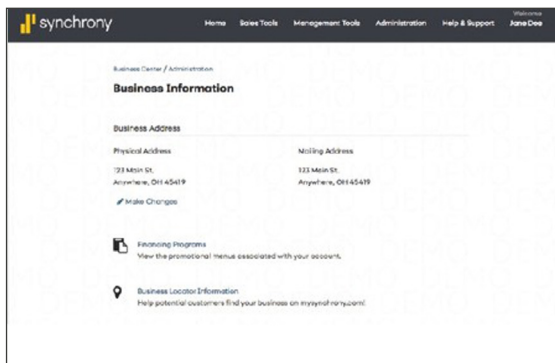 synchrony
Home Sales Tools Management Tools Administration Help & Support Welcome Jane Doe
Business Center / Administration
Business Information
Business Address
Physical Address Mailing Address
123 Main St. 123 Main St.
Anywhere, OH 45419 Anywhere, OH 45419
Make Changes
Financing Programs
View the promotional menus associated with your account.
Business Locator Information
Help potential customers find your business on mysynchrony.com!
DEMO